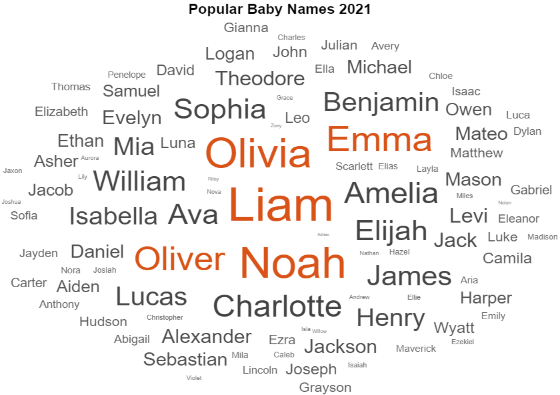 Popular Baby Names 2021
Gianna
Charles
Logan John Julian Avery
David Ella Michael
Penelope Theodore Chloe
Thomas Samuel Isaac
Grace Benjamin
Elizabeth Evelyn Sophia Leo Owen Luca
Zoey
Ethan Mia Luna Olivia Emma Mateo Dylan
Asher Aurora Scarlett Elias Matthew
Jaxon Lily William Riley Layla Mason
Jacob Nova Amelia Miles Gabriel
Joshua Liam Nolan
Sofia Isabella Ava Levi Eleanor
Elijah Jack Luke Madison
Jayden Daniel Oliver Noah Nathan Hazel Camila
Nora Josiah
Carter Aiden James Aria
Anthony Lucas Charlotte Andrew Ellie Harper
Hudson Christopher Henry Emily
Isla Willow Wyatt
Abigail Alexander Ezra Jackson Ezekiel
Sebastian Mila Caleb Maverick
Lincoln Joseph Isaiah
Violet
Grayson